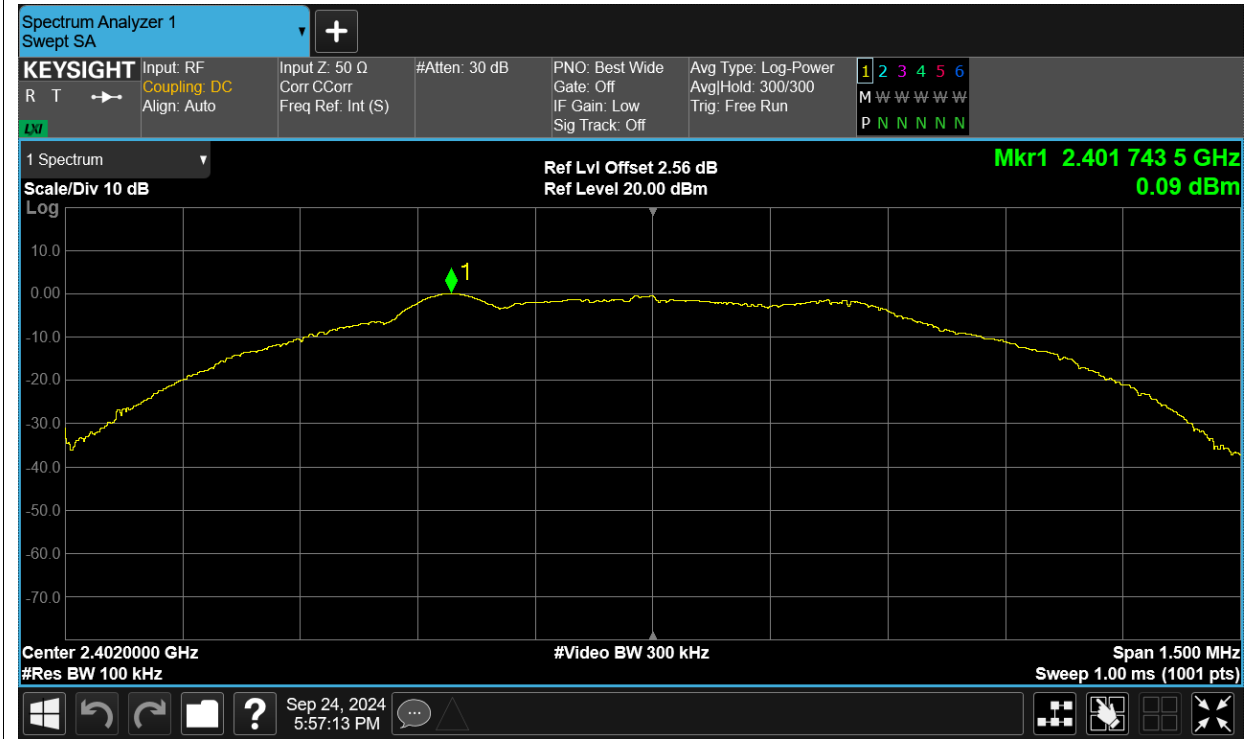 Spectrum Analyzer 1
Swept SA
KEYSIGHT
R T
LXI
Input: RF
Coupling: DC
Align: Auto
Input Z: 50 Ω
Corr CCorr
Freq Ref: Int (S)
#Atten: 30 dB
PNO: Best Wide
Gate: Off
IF Gain: Low
Sig Track: Off
Avg Type: Log-Power
Avg|Hold: 300/300
Trig: Free Run
1 2 3 4 5 6
M W W W W W
P N N N N N
1 Spectrum
Scale/Div 10 dB
Log
Ref Lvl Offset 2.56 dB
Ref Level 20.00 dBm
Mkr1 2.401 743 5 GHz
0.09 dBm
1
10.0
0.00
-10.0
-20.0
-30.0
-40.0
-50.0
-60.0
-70.0
Center 2.4020000 GHz
#Res BW 100 kHz
#Video BW 300 kHz
Span 1.500 MHz
Sweep 1.00 ms (1001 pts)
?
Sep 24, 2024
5:57:13 PM